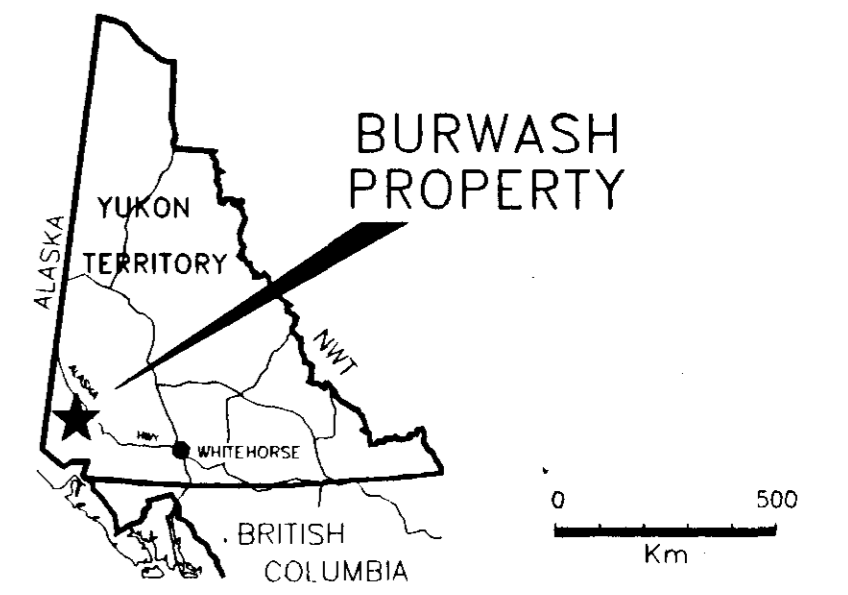 BURWASH
PROPERTY
YUKON
TERRITORY
ALASKA
NWT
ALASKA
HWY
WHITEHORSE
BRITISH
COLUMBIA
0 500
Km